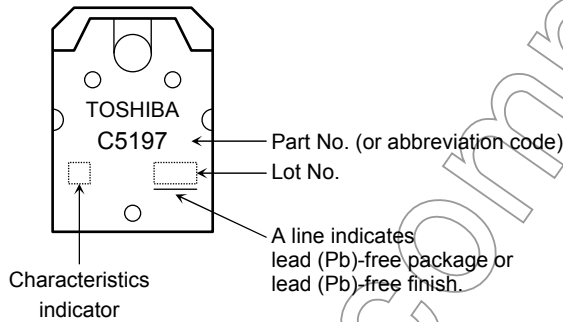 TOSHIBA
C5197
Part No. (or abbreviation code)
Lot No.
A line indicates
lead (Pb)-free package or
lead (Pb)-free finish.
Characteristics
indicator